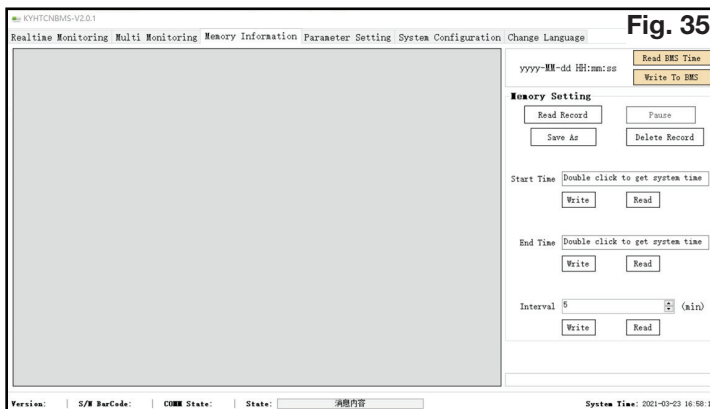 KYHTCNBMS-V2.0.1
Fig. 35
Realtime Monitoring Multi Monitoring Memory Information Parameter Setting System Configuration Change Language
yyyy-MM-dd HH:mm:ss
Read BMS Time
Write To BMS
Memory Setting
Read Record Pause
Save As Delete Record
Start Time Double click to get system time
Write Read
End Time Double click to get system time
Write Read
Interval 5 (min)
Write Read
Version: S/N BarCode: COMM State: State: 消息内容 System Time: 2021-03-23 16:58:1